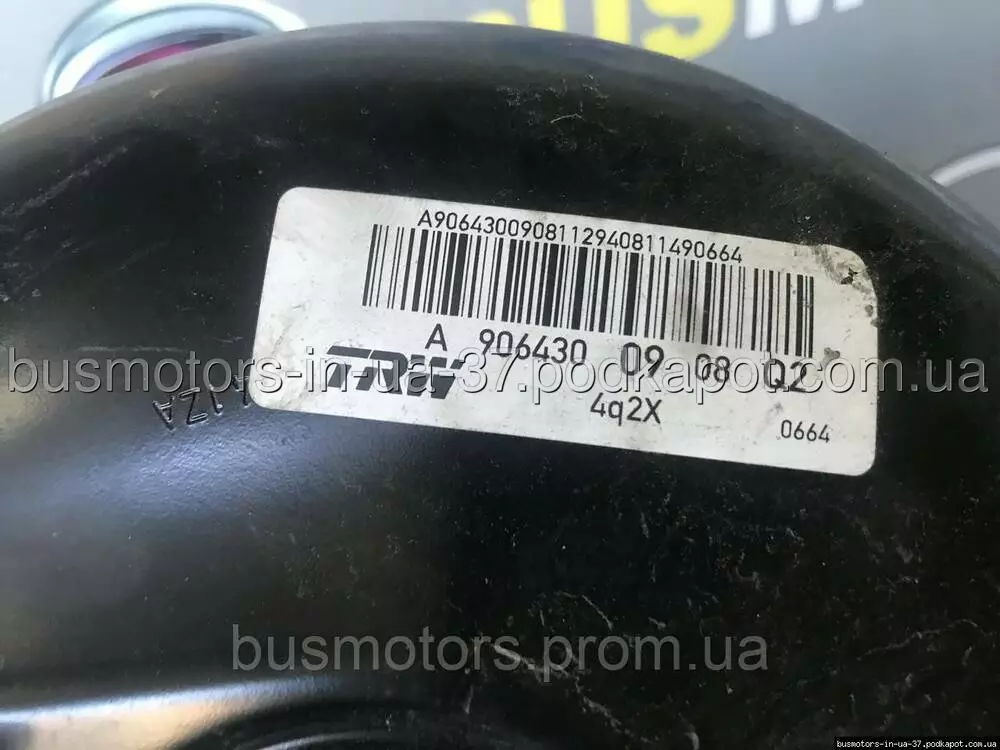 A9064300908112940811490664
A 906430 09 08 Q2
TRW
4q2X
0664
busmotors-in-ua-37.podkapot.com.ua
busmotors.prom.ua
busmotors-in-ua-37.podkapot.com.ua